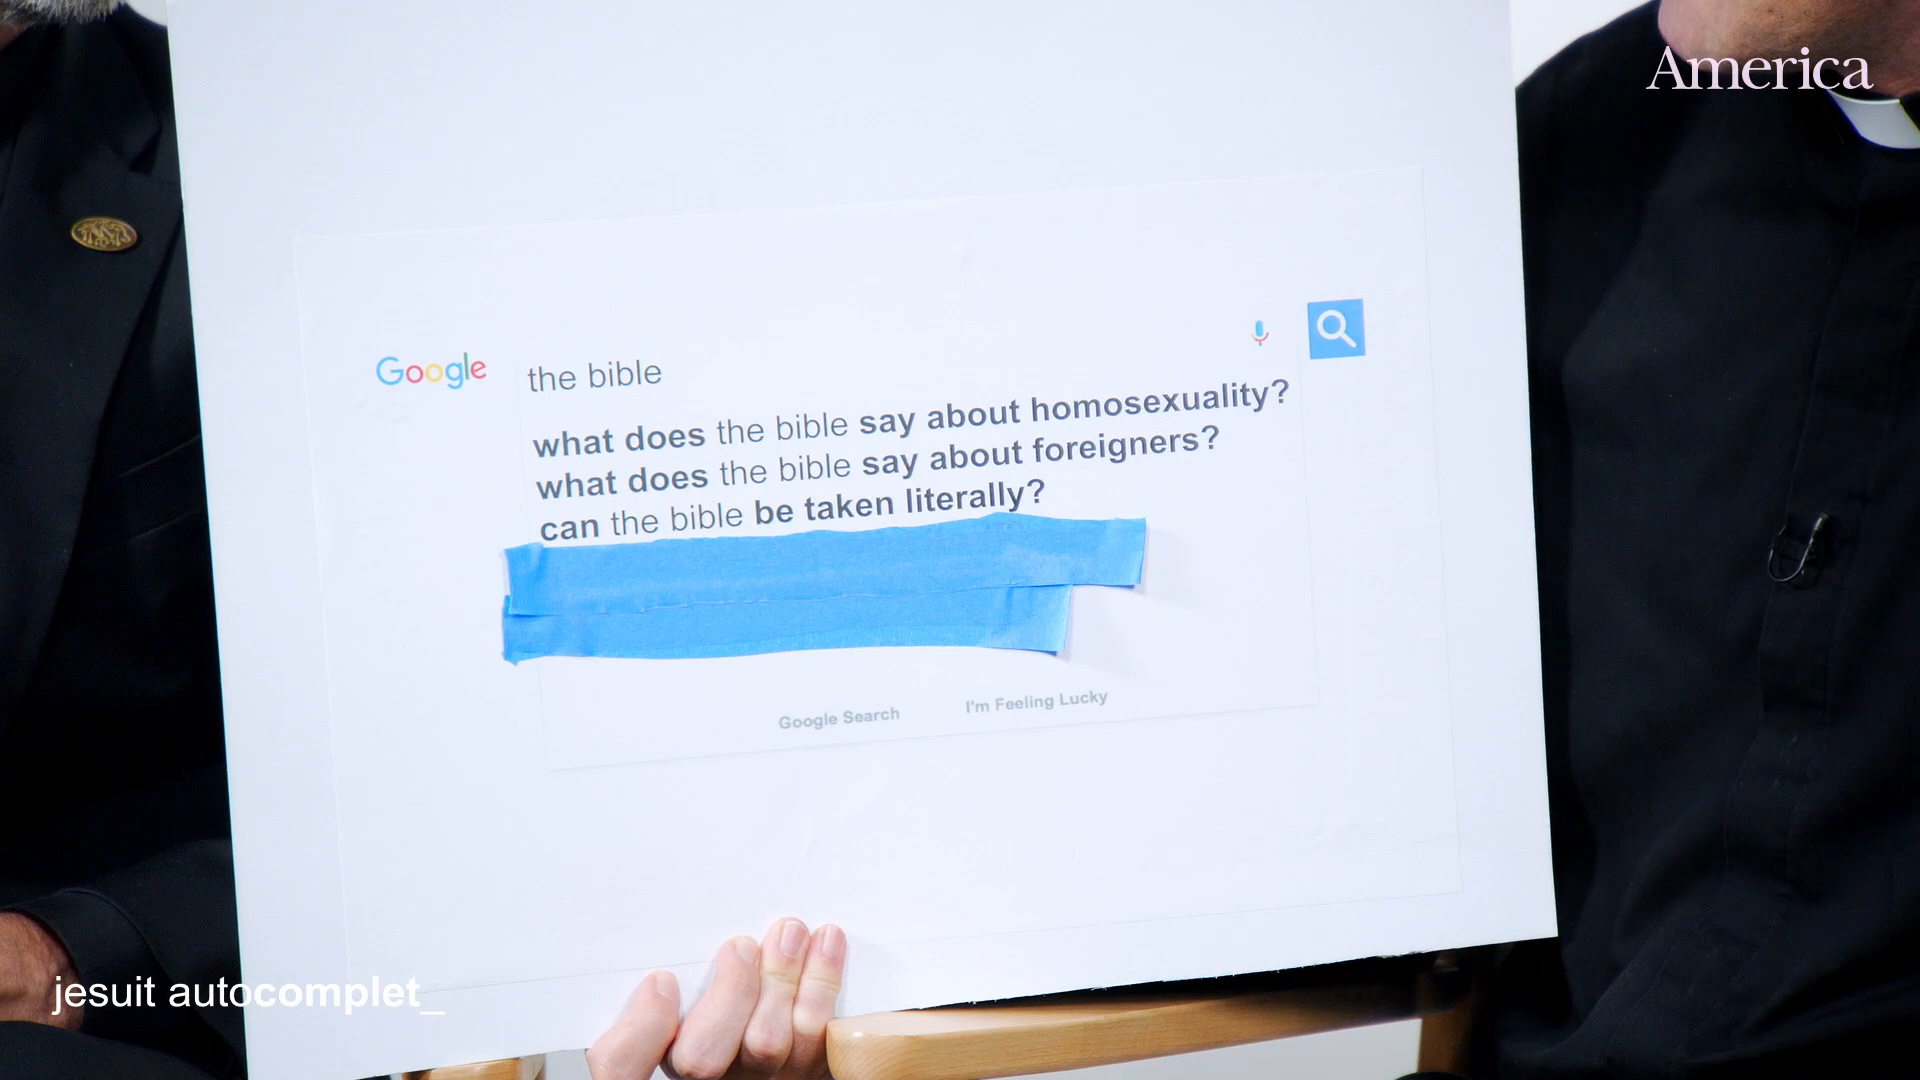 America
Google
the bible
what does the bible say about homosexuality?
what does the bible say about foreigners?
can the bible be taken literally?
Google Search
I'm Feeling Lucky
jesuit autocomplet_